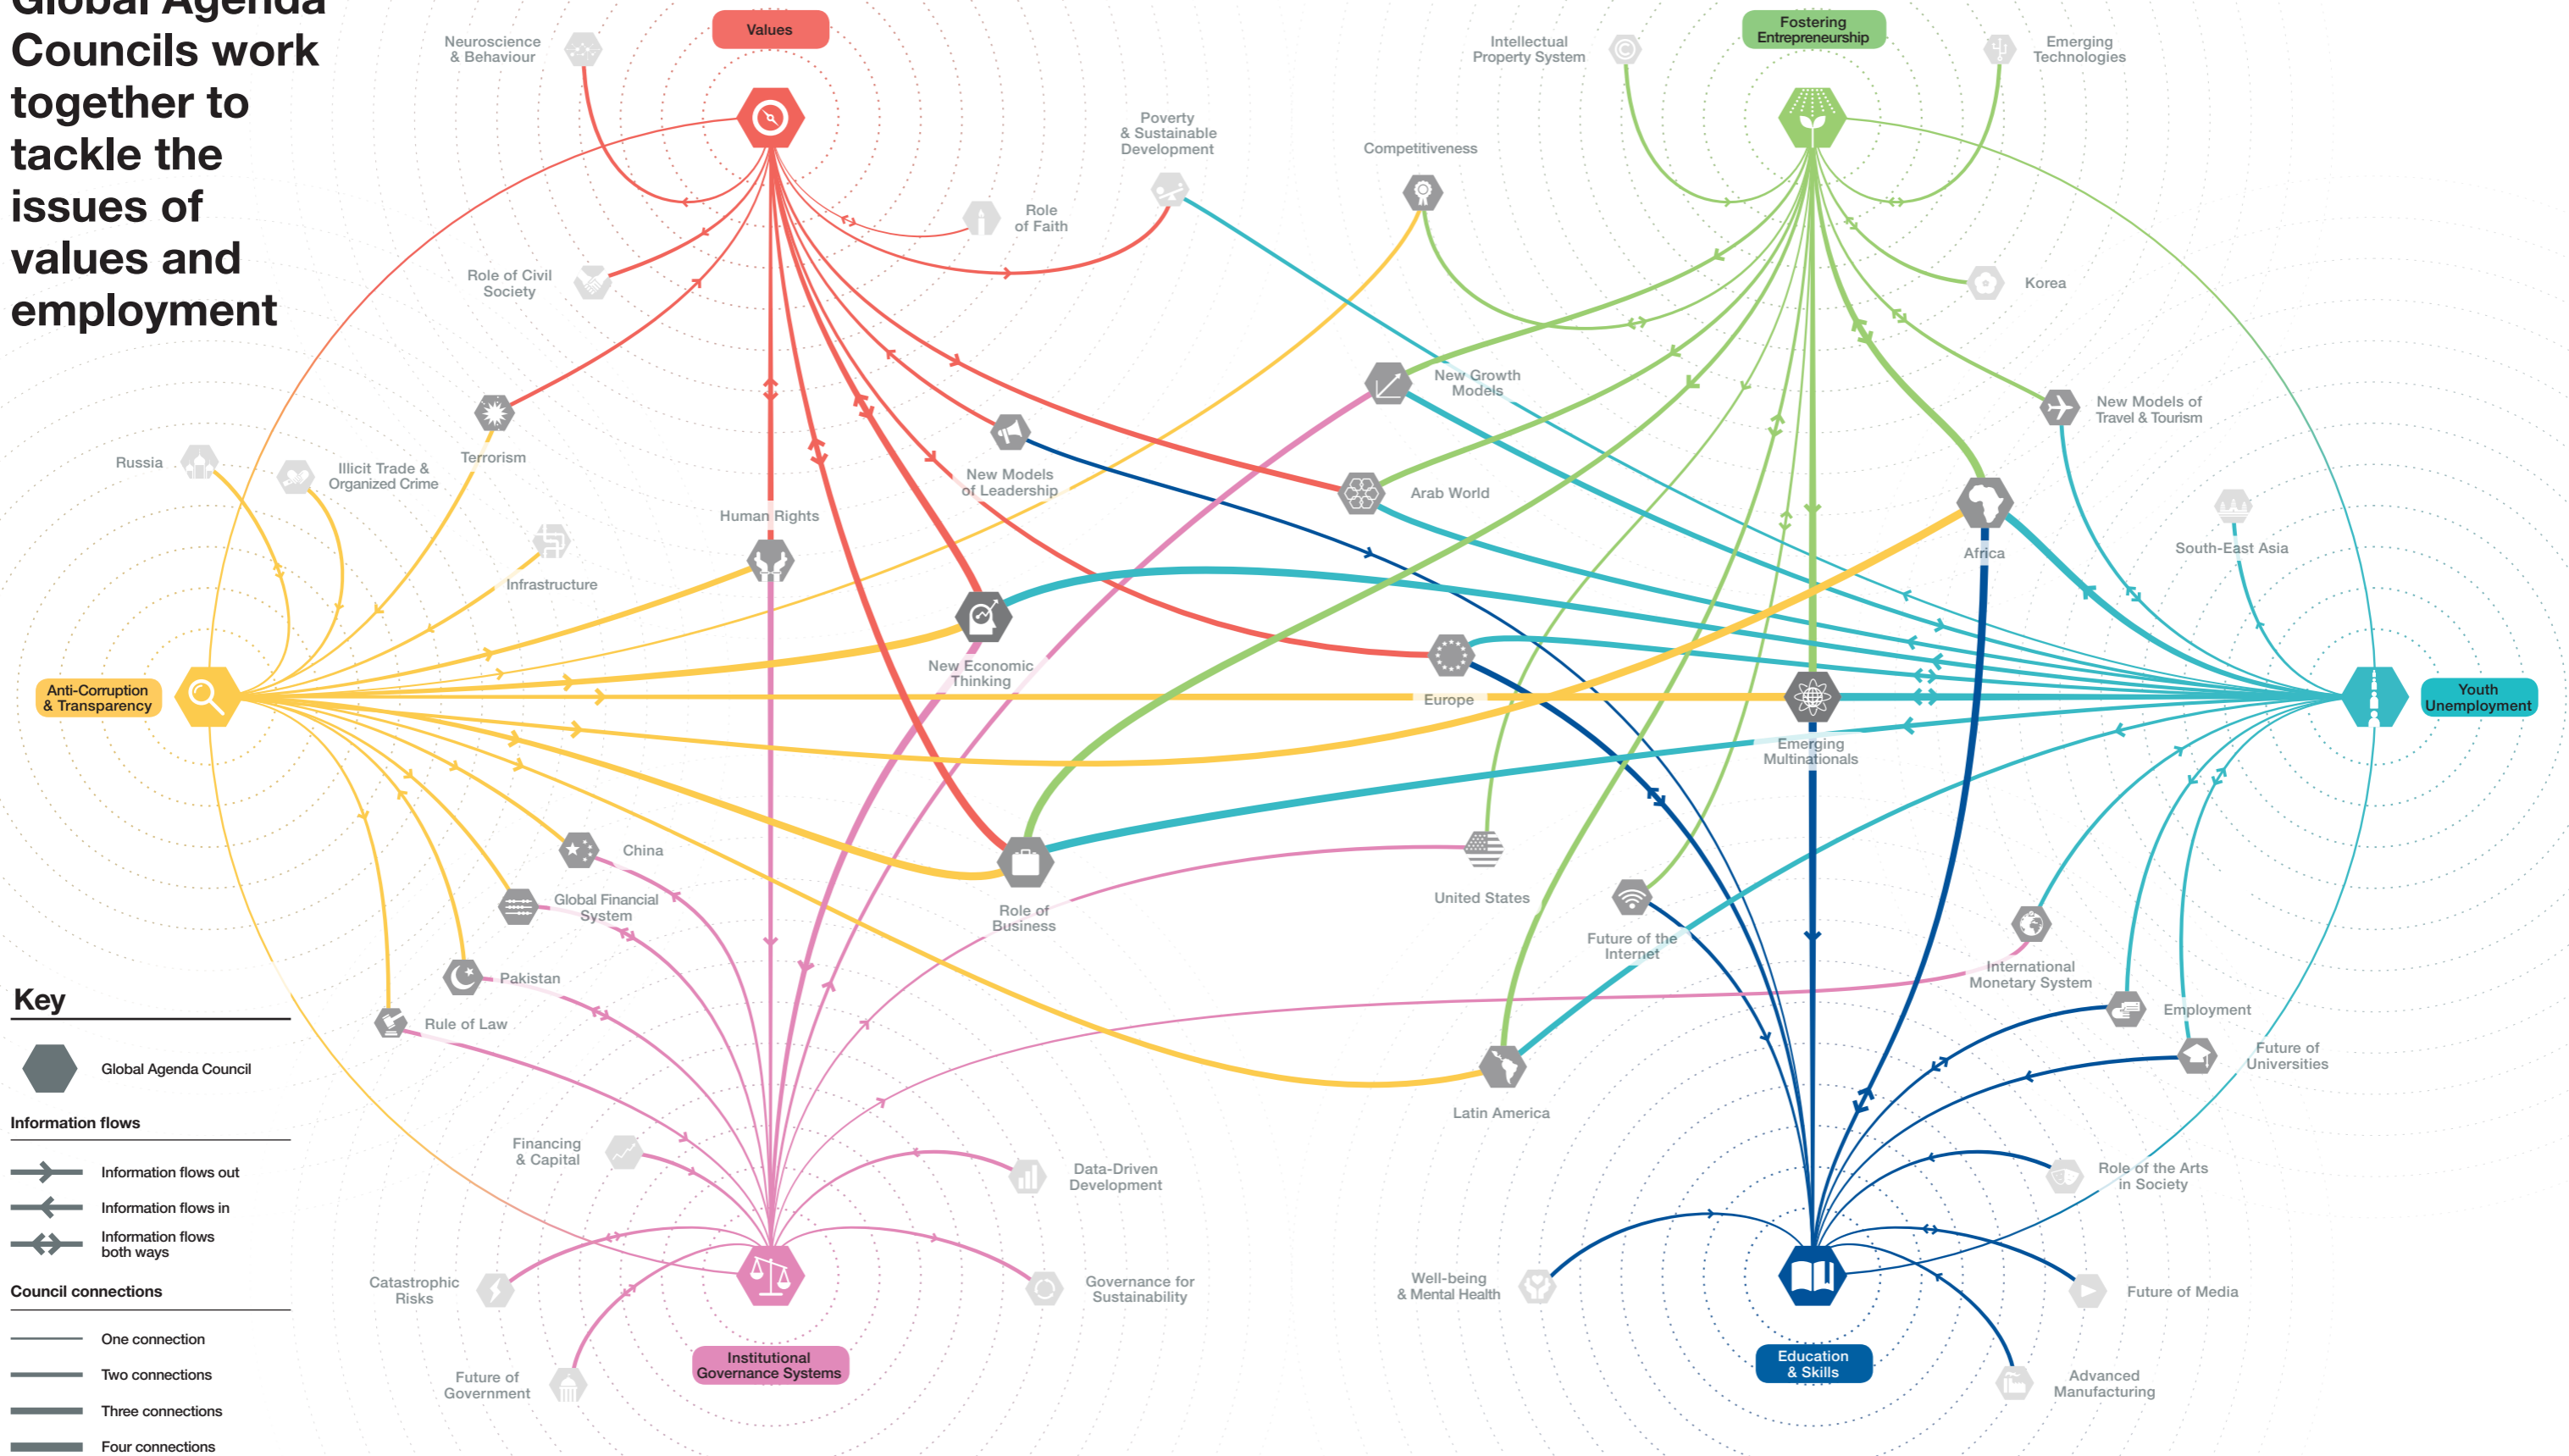 Global Agenda
Councils work
together to
tackle the
issues of
values and
employment
Values
Fostering
Entrepreneurship
Neuroscience
& Behaviour
Intellectual
Property System
Emerging
Technologies
Poverty
& Sustainable
Development
Competitiveness
Role
of Faith
Role of Civil
Society
Korea
New Growth
Models
New Models of
Travel & Tourism
Terrorism
Russia
Illicit Trade &
Organized Crime
New Models
of Leadership
Arab World
Human Rights
Africa
South-East Asia
Infrastructure
New Economic
Thinking
Europe
Anti-Corruption
& Transparency
Youth
Unemployment
Emerging
Multinationals
China
Global Financial
System
Role of
Business
United States
Future of the
Internet
International
Monetary System
Pakistan
Rule of Law
Employment
Future of
Universities
Latin America
Financing
& Capital
Data-Driven
Development
Role of the Arts
in Society
Catastrophic
Risks
Governance for
Sustainability
Well-being
& Mental Health
Future of Media
Institutional
Governance Systems
Education
& Skills
Future of
Government
Advanced
Manufacturing
Key
Global Agenda Council
Information flows
Information flows out
Information flows in
Information flows
both ways
Council connections
One connection
Two connections
Three connections
Four connections